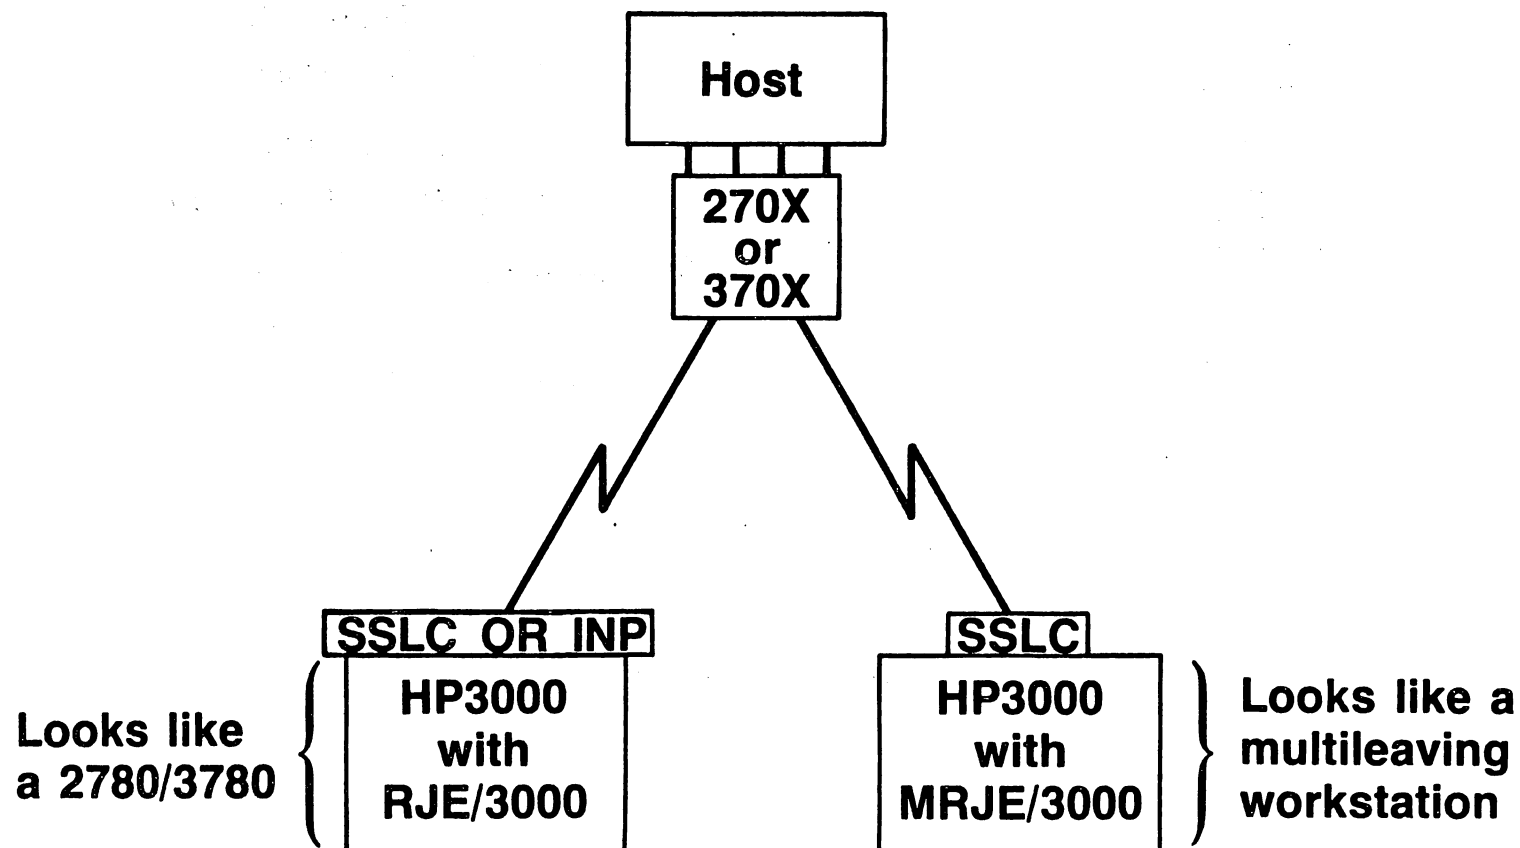 Host
270X
or
370X
SSLC OR INP
HP3000
with
RJE/3000
Looks like
a 2780/3780
SSLC
HP3000
with
MRJE/3000
Looks like a
multileaving
workstation